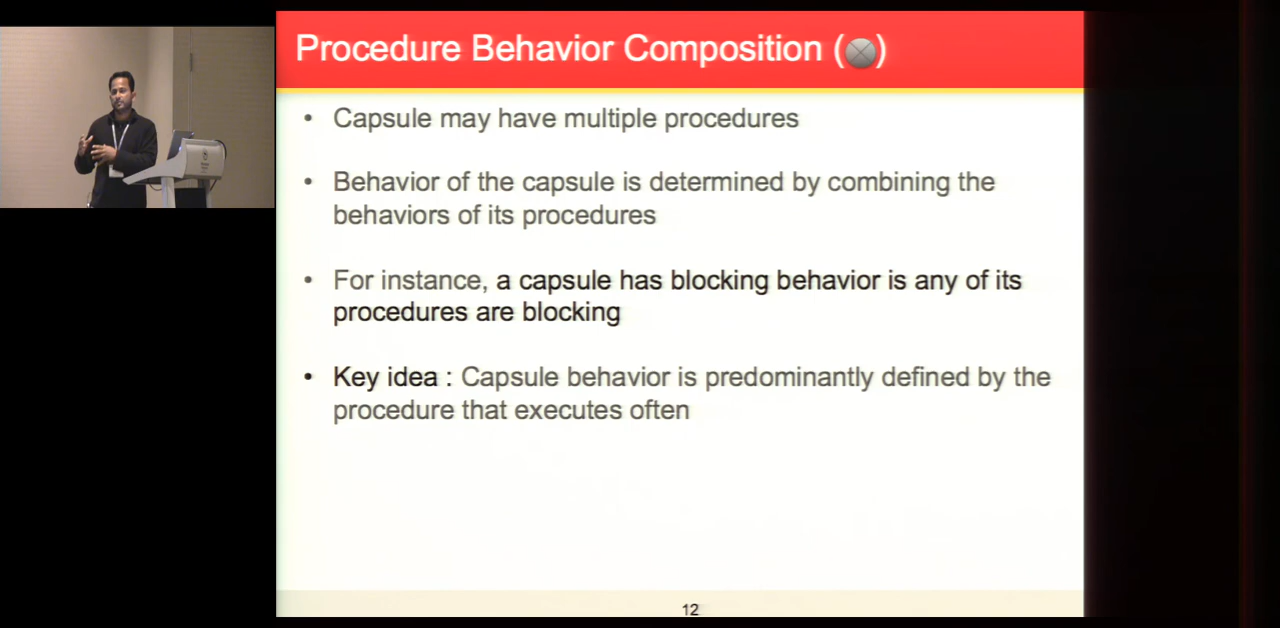 Procedure Behavior Composition (⊗)
• Capsule may have multiple procedures
• Behavior of the capsule is determined by combining the
behaviors of its procedures
• For instance, a capsule has blocking behavior is any of its
procedures are blocking
• Key idea : Capsule behavior is predominantly defined by the
procedure that executes often
12